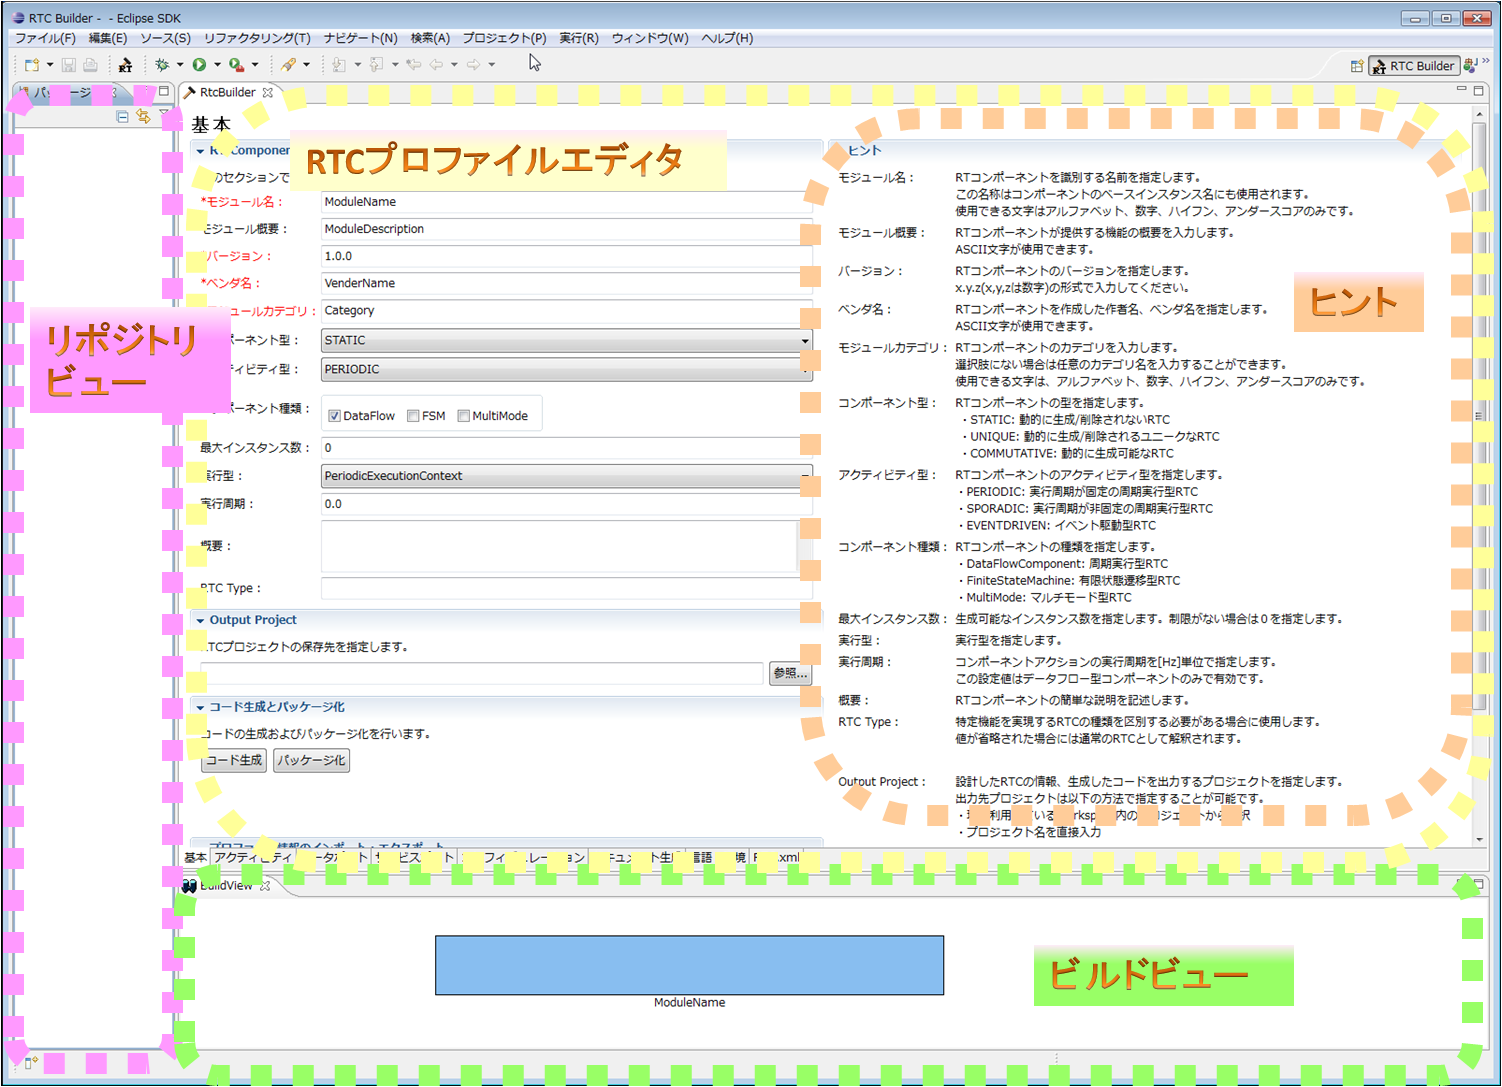 RTC Builder - - Eclipse SDK
ファイル(F) 編集(E) ソース(S) リファクタリング(T) ナビゲート(N) 検索(A) プロジェクト(P) 実行(R) ウィンドウ(W) ヘルプ(H)
RTC Builder
RtcBuilder
基本
RTCプロファイルエディタ
ヒント
*モジュール名：
ModuleName
モジュール概要：
ModuleDescription
バージョン：
1.0.0
*ベンダ名：
VenderName
ュールカテゴリ：
Category
ーネント型：
STATIC
ィビティ型：
PERIODIC
ーネント種類：
DataFlow
FSM
MultiMode
最大インスタンス数：
0
実行型：
PeriodicExecutionContext
実行周期：
0.0
概要：
RTC Type：
Output Project
RTCプロジェクトの保存先を指定します。
参照...
コード生成とパッケージ化
コードの生成およびパッケージ化を行います。
コード生成
パッケージ化
モジュール名：
RTコンポーネントを識別する名前を指定します。
この名称はコンポーネントのベースインスタンス名にも使用されます。
使用できる文字はアルファベット、数字、ハイフン、アンダースコアのみです。
モジュール概要：
RTコンポーネントが提供する機能の概要を入力します。
ASCII文字が使用できます。
バージョン：
RTコンポーネントのバージョンを指定します。
x.y.z(x,y,zは数字)の形式で入力してください。
ベンダ名：
RTコンポーネントを作成した作者名、ベンダ名を指定します。
ASCII文字が使用できます。
モジュールカテゴリ：
RTコンポーネントのカテゴリを入力します。
選択肢にない場合は任意のカテゴリ名を入力することができます。
使用できる文字は、アルファベット、数字、ハイフン、アンダースコアのみです。
コンポーネント型：
RTコンポーネントの型を指定します。
・STATIC: 動的に生成/削除されないRTC
・UNIQUE: 動的に生成/削除されるユニークなRTC
・COMMUTATIVE: 動的に生成可能なRTC
アクティビティ型：
RTコンポーネントのアクティビティ型を指定します。
・PERIODIC: 実行周期が固定の周期実行型RTC
・SPORADIC: 実行周期が非固定の周期実行型RTC
・EVENTDRIVEN: イベント駆動型RTC
コンポーネント種類：
RTコンポーネントの種類を指定します。
・DataFlowComponent: 周期実行型RTC
・FiniteStateMachine: 有限状態遷移型RTC
・MultiMode: マルチモード型RTC
最大インスタンス数：
生成可能なインスタンス数を指定します。制限がない場合は０を指定します。
実行型：
実行型を指定します。
実行周期：
コンポーネントアクションの実行周期を[Hz]単位で指定します。
この設定値はデータフロー型コンポーネントのみで有効です。
概要：
RTコンポーネントの簡単な説明を記述します。
RTC Type：
特定機能を実現するRTCの種類を区別する必要がある場合に使用します。
値が省略された場合には通常のRTCとして解釈されます。
Output Project：
設計したRTCの情報、生成したコードを出力するプロジェクトを指定します。
出力先プロジェクトは以下の方法で指定することが可能です。
・プロジェクト名を直接入力
ヒント
リポジトリ
ビュー
基本
アクティビティ
BuildView
ModuleName
ビルドビュー